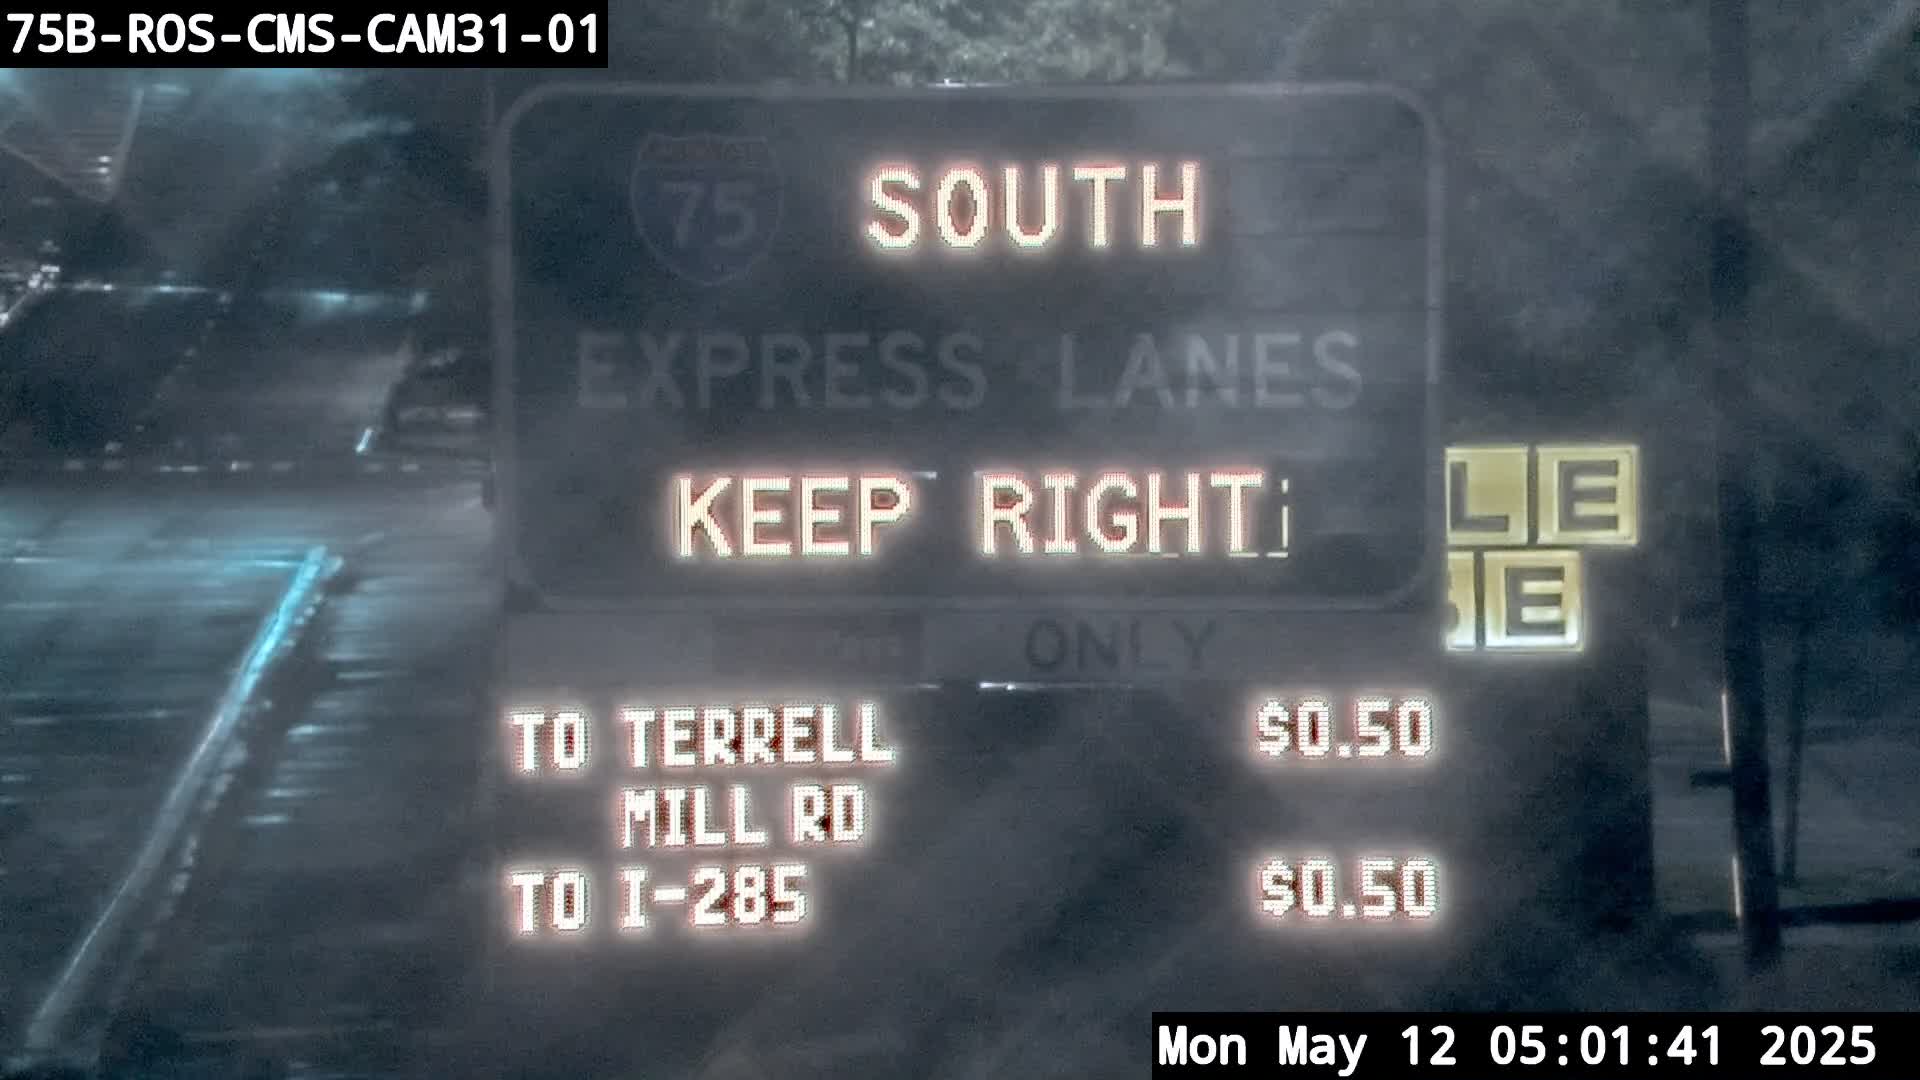 75B-ROS-CMS-CAM31-01
75 SOUTH
EXPRESS LANES
KEEP RIGHT
LE
E
ONLY
TO TERRELL $0.50
MILL RD
TO I-285 $0.50
Mon May 12 05:01:41 2025